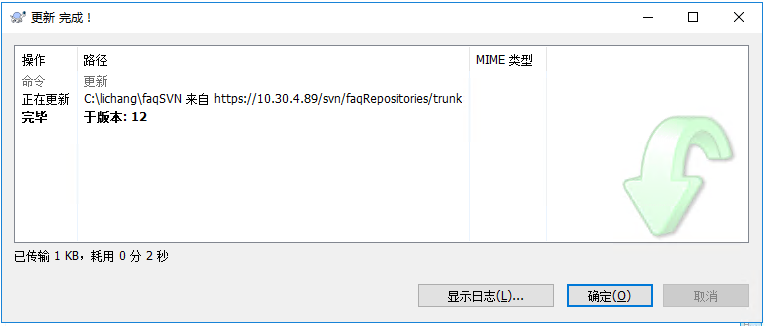 更新 完成！
操作 路径 MIME 类型
命令 更新
正在更新 C:\lichang\faqSVN 来自 https://10.30.4.89/svn/faqRepositories/trunk
完毕 于版本: 12
已传输 1 KB，耗用 0 分 2 秒
显示日志(L)... 确定(O) 取消